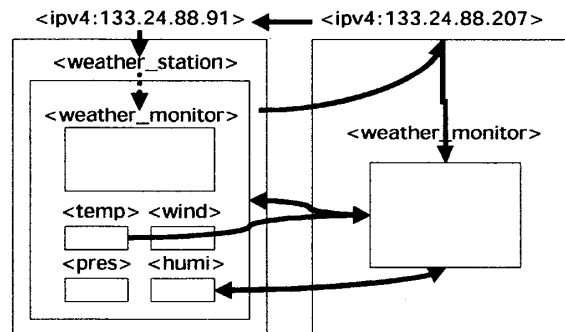 <ipv4:133.24.88.91> <ipv4:133.24.88.207>
<weather_station>
<weather_monitor>
<weather_monitor>
<temp> <wind>
<pres> <humi>